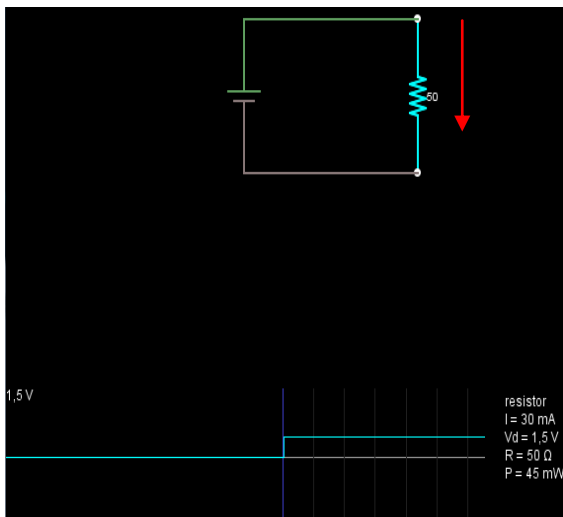 50
1,5 V
resistor
I = 30 mA
Vd = 1,5 V
R = 50 Ω
P = 45 mW